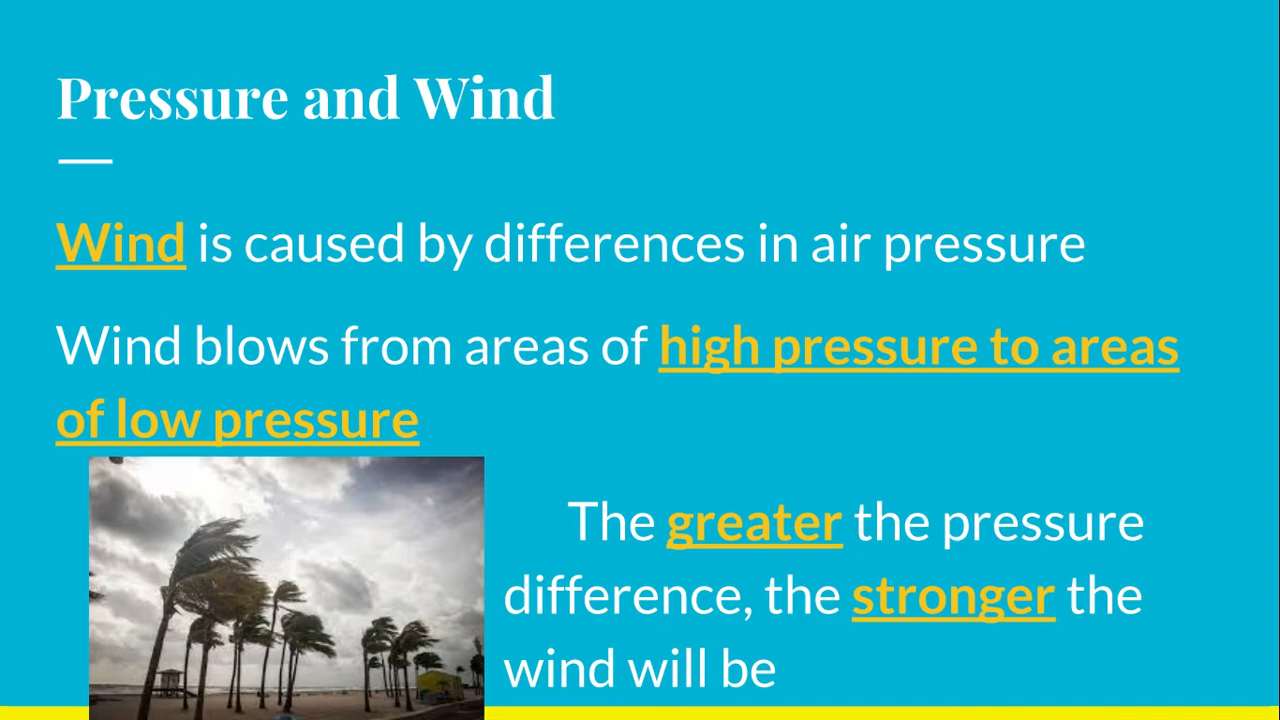 Pressure and Wind
Wind is caused by differences in air pressure
Wind blows from areas of high pressure to areas
of low pressure
The greater the pressure
difference, the stronger the
wind will be